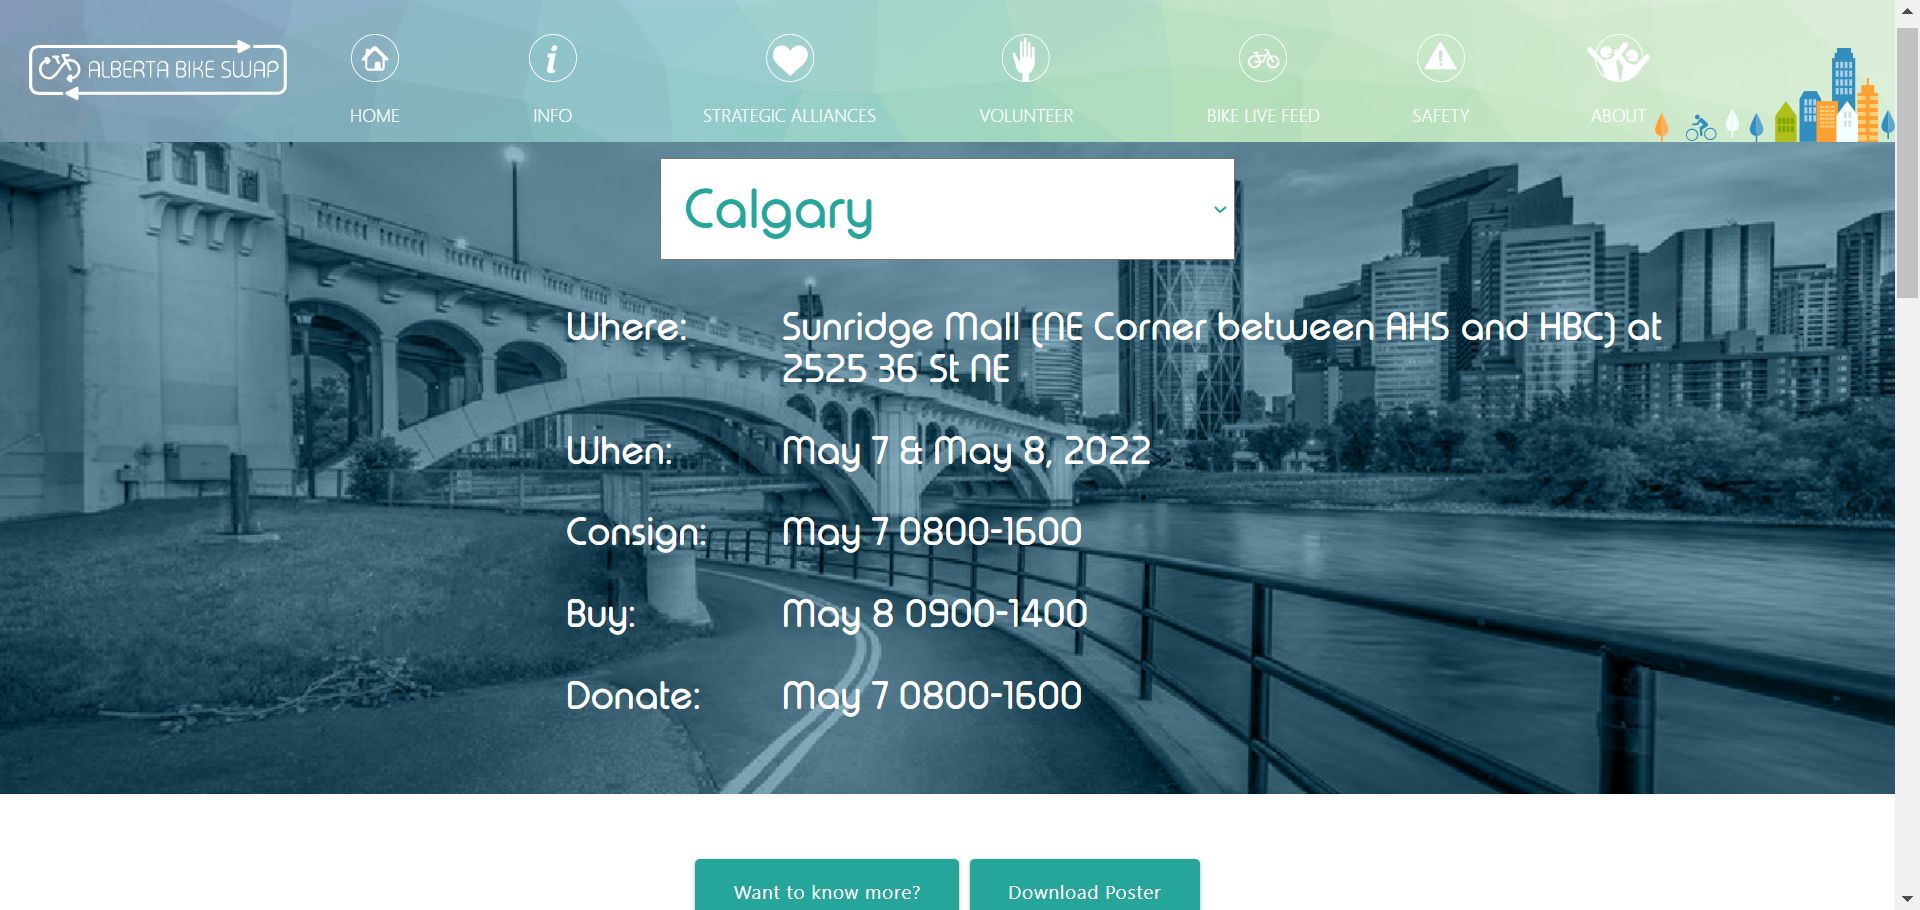 ALBERTA BIKE SWAP
HOME
INFO
STRATEGIC ALLIANCES
VOLUNTEER
BIKE LIVE FEED
SAFETY
ABOUT
Calgary
Where:
Sunridge Mall (NE Corner between AHS and HBC) at
2525 36 St NE
When:
May 7 & May 8, 2022
Consign:
May 7 0800-1600
Buy:
May 8 0900-1400
Donate:
May 7 0800-1600
Want to know more?
Download Poster